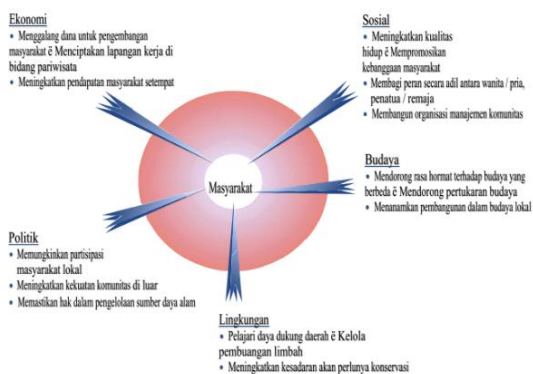 Ekonomi
• Menggalang dana untuk pengembangan
masyarakat ё Menciptakan lapangan kerja di
bidang pariwisata
• Meningkatkan pendapatan masyarakat setempat
Sosial
• Meningkatkan kualitas
hidup ё Mempromosikan
kebanggaan masyarakat
• Membagi peran secara adil antara wanita / pria,
penatua / remaja
• Membangun organisasi manajemen komunitas
Budaya
• Mendorong rasa hormat terhadap budaya yang
berbeda ё Mendorong pertukaran budaya
• Menanamkan pembangunan dalam budaya lokal
Masyarakat
Politik
• Memungkinkan partisipasi
masyarakat lokal
• Meningkatkan kekuatan komunitas di luar
• Memastikan hak dalam pengelolaan sumber daya alam
Lingkungan
• Pelajari daya dukung daerah ё Kelola
pembuangan limbah
• Meningkatkan kesadaran akan perlunya konservasi